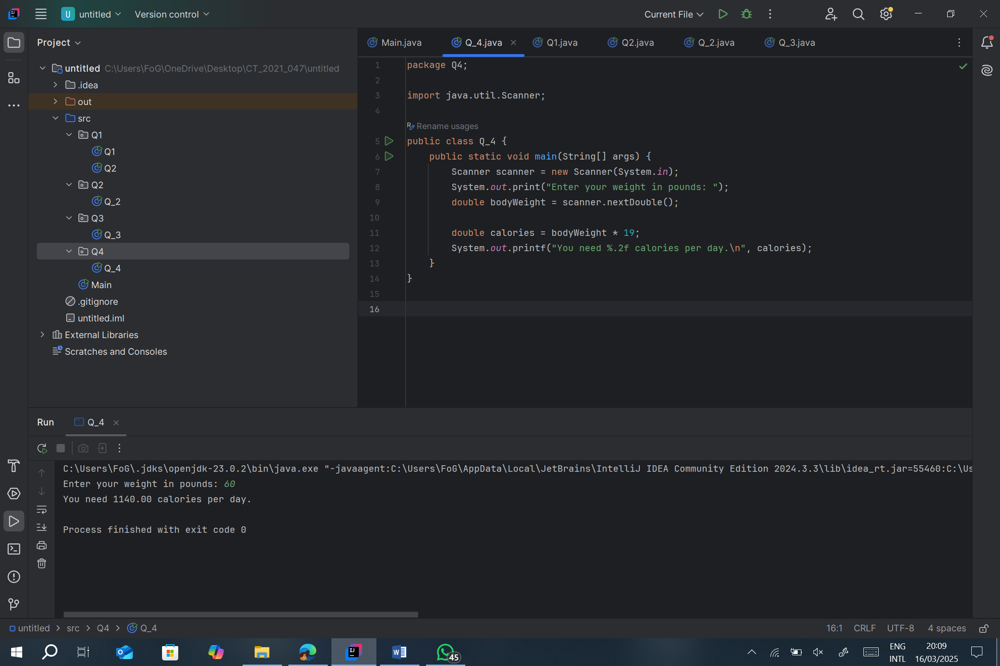 U untitled Version control Current File
Project
Main.java Q_4.java Q1.java Q2.java Q_2.java Q_3.java
untitled C:\Users\FoG\OneDrive\Desktop\CT_2021_047\untitled
.idea
out
src
Q1
Q1
Q2
Q2
Q_2
Q3
Q_3
Q4
Q_4
Main
.gitignore
untitled.iml
External Libraries
Scratches and Consoles
1 package Q4;
2
3 import java.util.Scanner;
4
Rename usages
5 public class Q_4 {
6 public static void main(String[] args) {
7 Scanner scanner = new Scanner(System.in);
8 System.out.print("Enter your weight in pounds: ");
9 double bodyWeight = scanner.nextDouble();
10
11 double calories = bodyWeight * 19;
12 System.out.printf("You need %.2f calories per day.\n", calories);
13 }
14 }
15
16
Run Q_4
C:\Users\FoG\.jdks\openjdk-23.0.2\bin\java.exe "-javaagent:C:\Users\FoG\AppData\Local\JetBrains\IntelliJ IDEA Community Edition 2024.3.3\lib\idea_rt.jar=55460:C:\Us
Enter your weight in pounds: 60
You need 1140.00 calories per day.
Process finished with exit code 0
untitled > src > Q4 > Q_4 16:1 CRLF UTF-8 4 spaces
45 ENG 20:09
INTL 16/03/2025